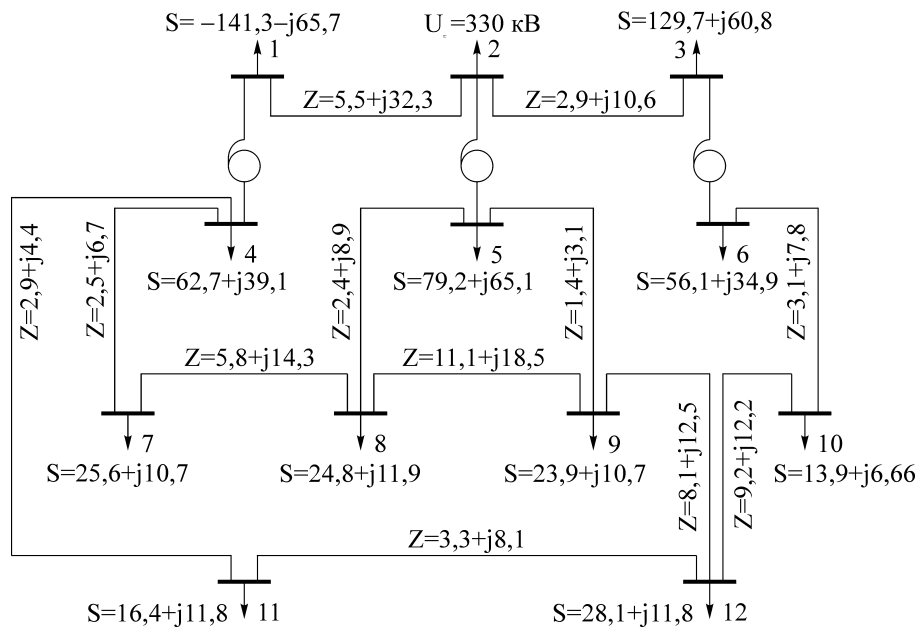 S= −141,3−j65,7
U =330 кВ
S=129,7+j60,8
1
2
3
Z=5,5+j32,3
Z=2,9+j10,6
Z=2,9+j4,4
Z=2,5+j6,7
4
S=62,7+j39,1
Z=2,4+j8,9
5
S=79,2+j65,1
Z=1,4+j3,1
6
S=56,1+j34,9
Z=3,1+j7,8
Z=5,8+j14,3
Z=11,1+j18,5
7
S=25,6+j10,7
8
S=24,8+j11,9
9
S=23,9+j10,7
Z=8,1+j12,5
Z=9,2+j12,2
10
S=13,9+j6,66
Z=3,3+j8,1
S=16,4+j11,8
11
S=28,1+j11,8
12